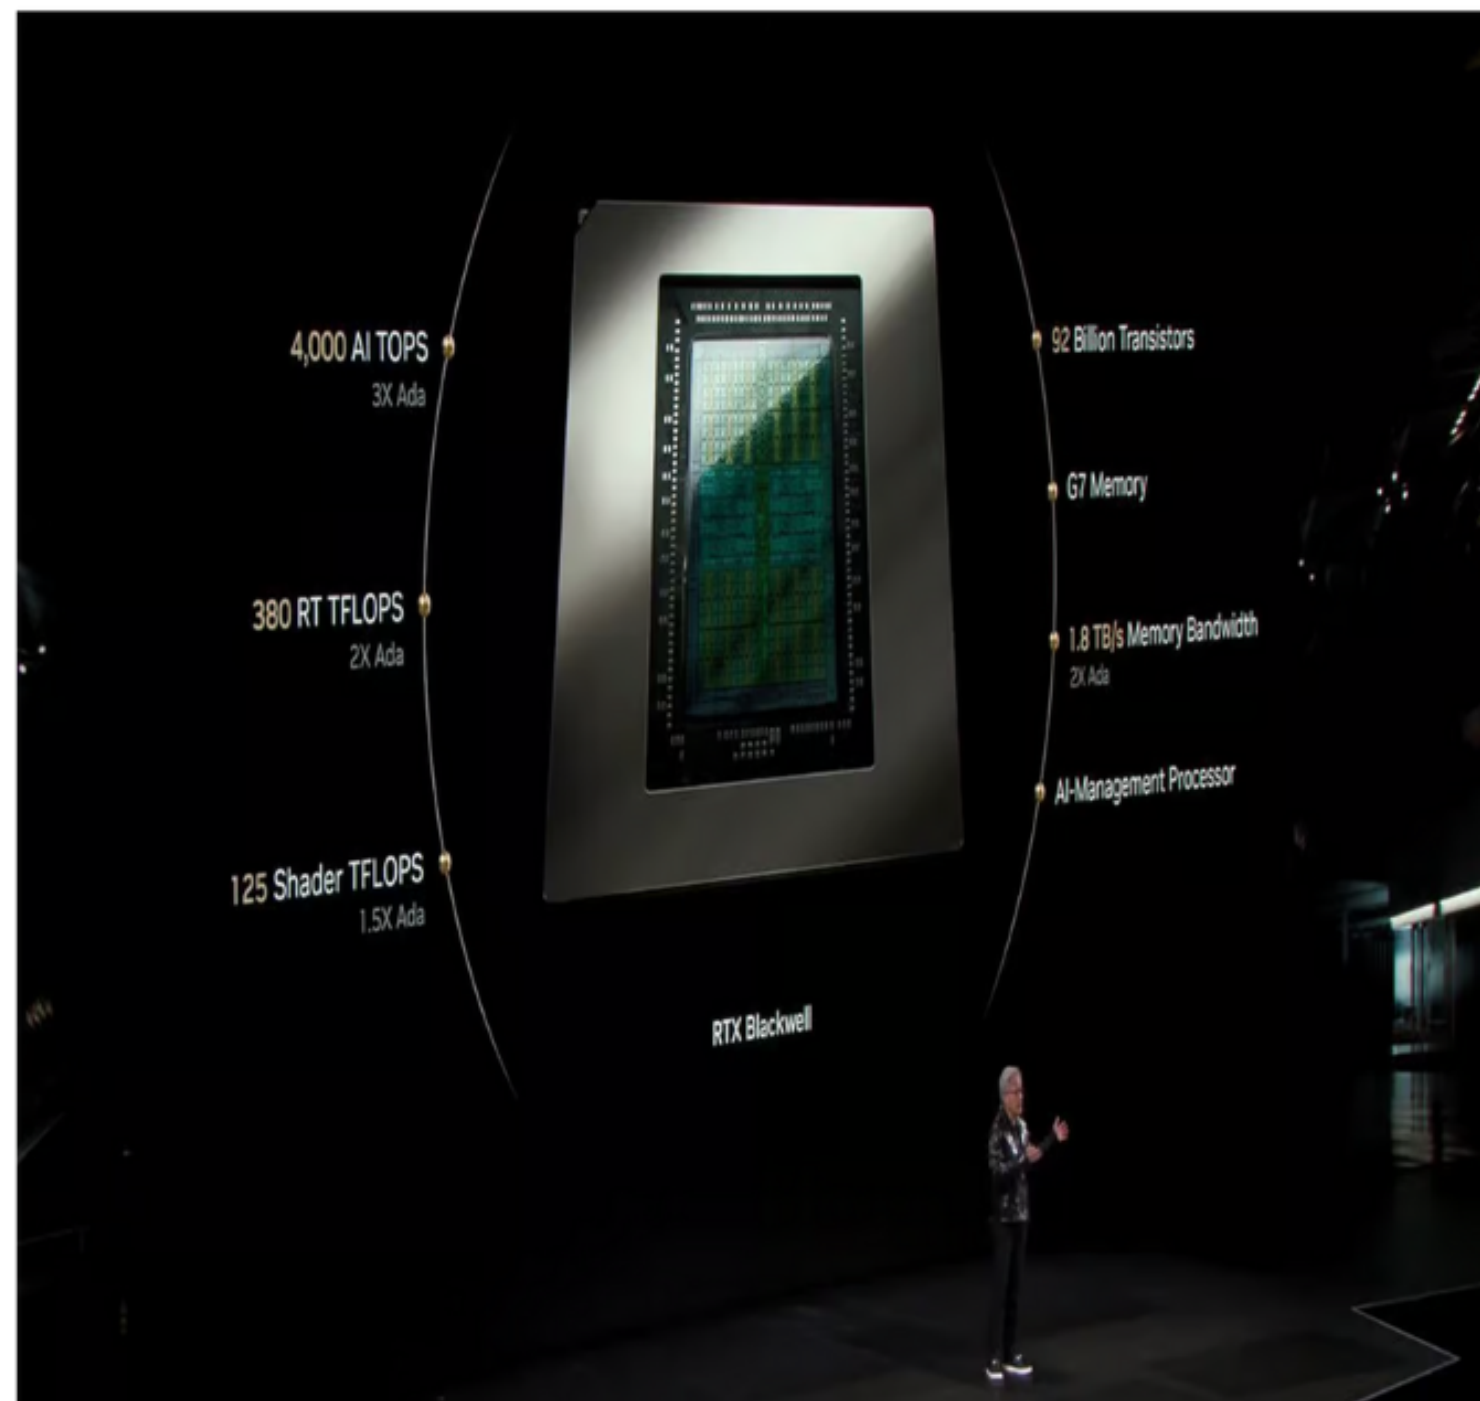 4,000 AI TOPS
3X Ada
380 RT TFLOPS
2X Ada
125 Shader TFLOPS
1.5X Ada
92 Billion Transistors
G7 Memory
1.8 TB/s Memory Bandwidth
2X Ada
AI-Management Processor
RTX Blackwell